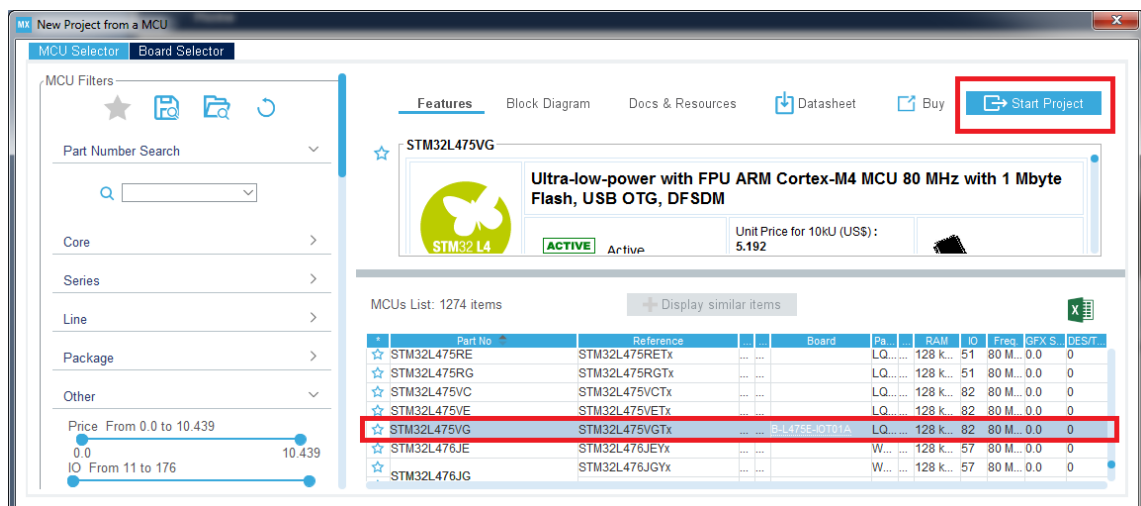 MX New Project from a MCU
MCU Selector Board Selector
MCU Filters
Part Number Search
Core
Series
Line
Package
Other
Price From 0.0 to 10.439
0.0 10.439
IO From 11 to 176
Features Block Diagram Docs & Resources Datasheet Buy Start Project
STM32L475VG
STM32 L4
Ultra-low-power with FPU ARM Cortex-M4 MCU 80 MHz with 1 Mbyte
Flash, USB OTG, DFSDM
ACTIVE Active
Unit Price for 10kU (US$) :
5.192
MCUs List: 1274 items
Display similar items
* Part No Reference ... ... Board Pa... ... RAM IO Freq. GFX S... DES/T...
STM32L475RE STM32L475RETx ... ... LQ... ... 128 k... 51 80 M... 0.0 0
STM32L475RG STM32L475RGTx ... ... LQ... ... 128 k... 51 80 M... 0.0 0
STM32L475VC STM32L475VCTx ... ... LQ... ... 128 k... 82 80 M... 0.0 0
STM32L475VE STM32L475VETx ... ... LQ... ... 128 k... 82 80 M... 0.0 0
STM32L475VG STM32L475VGTx ... ... B-L475E-IOT01A LQ... ... 128 k... 82 80 M... 0.0 0
STM32L476JE STM32L476JEYx ... ... W... ... 128 k... 57 80 M... 0.0 0
STM32L476JG STM32L476JGYx ... ... W... ... 128 k... 57 80 M... 0.0 0